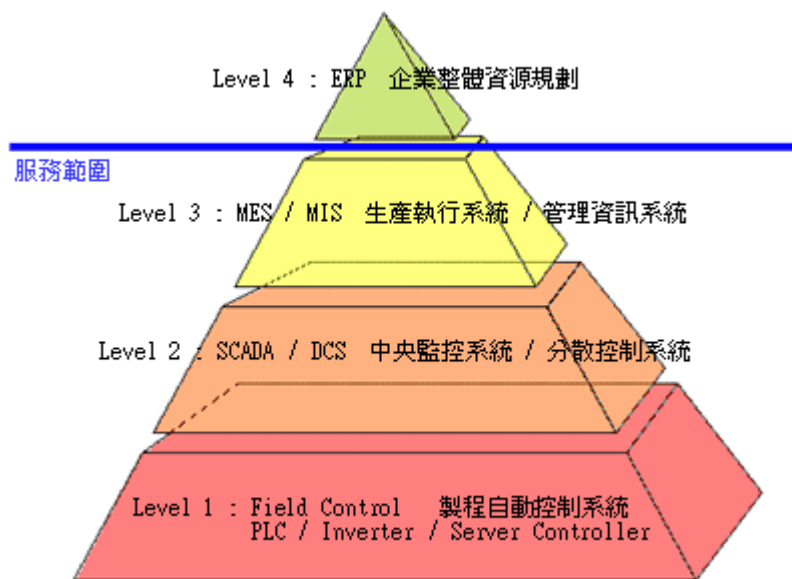 Level 4 : ERP 企業整體資源規劃
服務範圍
Level 3 : MES / MIS 生產執行系統 / 管理資訊系統
Level 2 : SCADA / DCS 中央監控系統 / 分散控制系統
Level 1 : Field Control 製程自動控制系統
PLC / Inverter / Server Controller